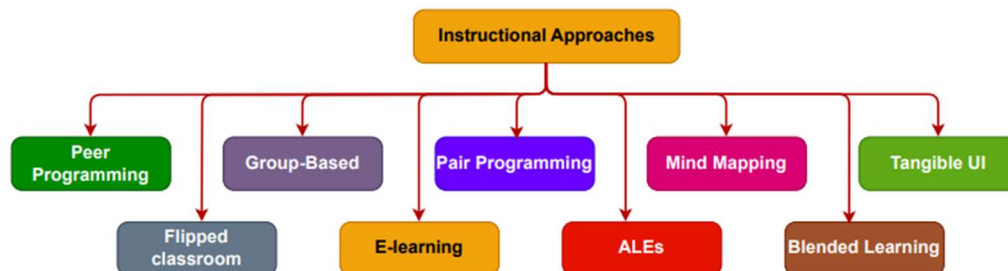 Instructional Approaches
Peer
Programming
Group-Based
Pair Programming
Mind Mapping
Tangible UI
Flipped
classroom
E-learning
ALEs
Blended Learning